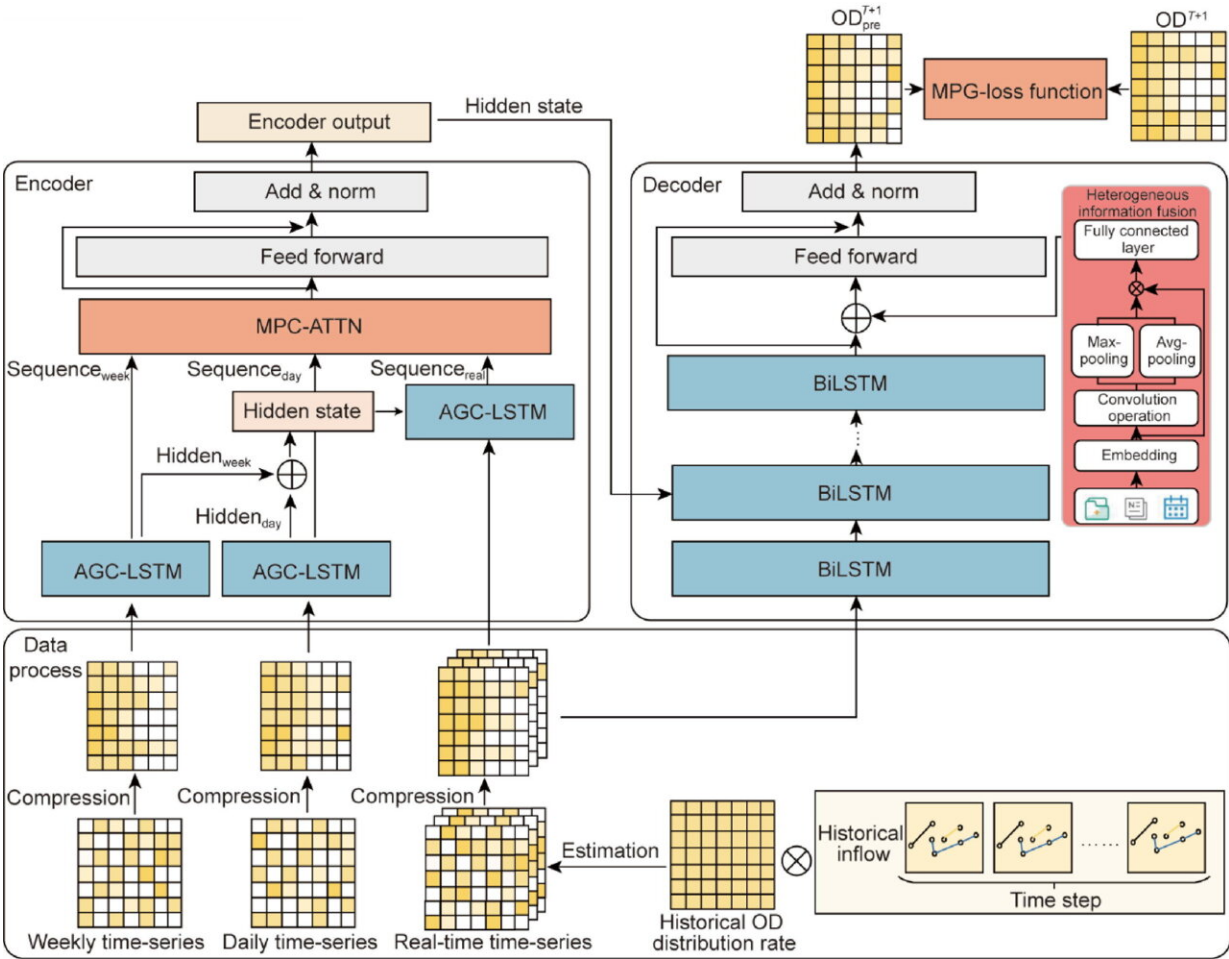 OD^{T+1}_{pre}
OD^{T+1}
MPG-loss function
Hidden state
Encoder output
Encoder
Add & norm
Feed forward
MPC-ATTN
Sequence_{week}
Sequence_{day}
Sequence_{real}
Hidden state
AGC-LSTM
Hidden_{week}
Hidden_{day}
AGC-LSTM
AGC-LSTM
Decoder
Add & norm
Feed forward
BiLSTM
BiLSTM
BiLSTM
Heterogeneous
information fusion
Fully connected
layer
Max-
pooling
Avg-
pooling
Convolution
operation
Embedding
Data
process
Compression
Compression
Compression
Estimation
Historical
inflow
Time step
Weekly time-series
Daily time-series
Real-time time-series
Historical OD
distribution rate